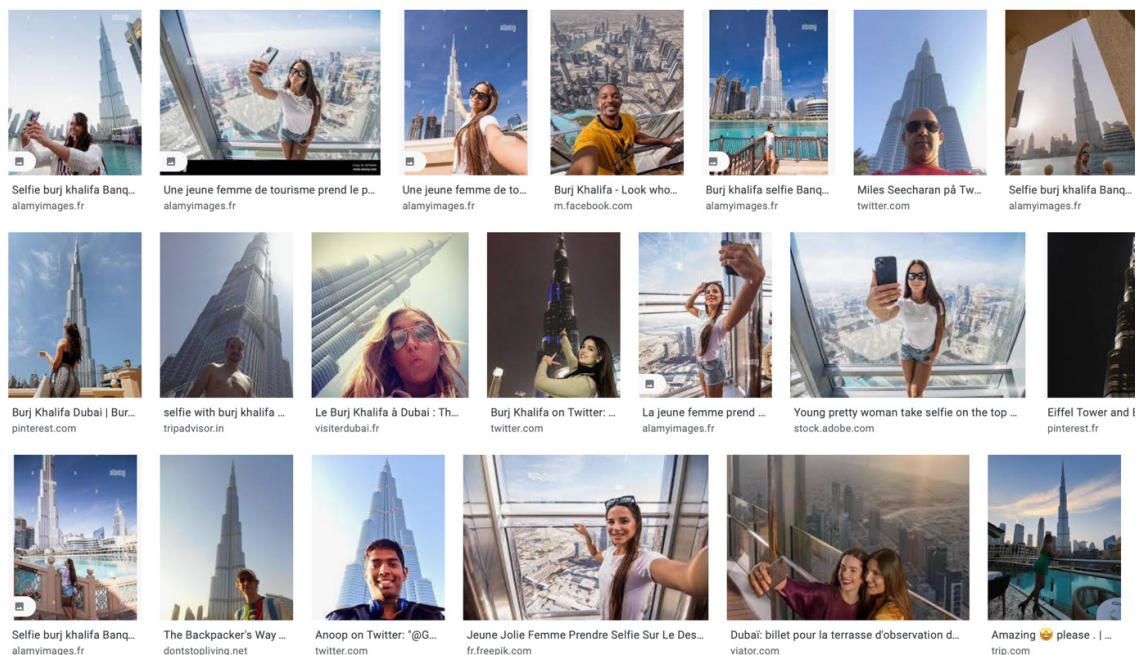 Selfie burj khalifa Banq...
alamyimages.fr
Une jeune femme de tourisme prend le p...
alamyimages.fr
Une jeune femme de to...
alamyimages.fr
Burj Khalifa - Look who...
m.facebook.com
Burj khalifa selfie Banq...
alamyimages.fr
Miles Seecharan på Tw...
twitter.com
Selfie burj khalifa Banq...
alamyimages.fr
Burj Khalifa Dubai | Bur...
pinterest.com
selfie with burj khalifa ...
tripadvisor.in
Le Burj Khalifa à Dubai : Th...
visiterdubai.fr
Burj Khalifa on Twitter: ...
twitter.com
La jeune femme prend ...
alamyimages.fr
Young pretty woman take selfie on the top ...
stock.adobe.com
Eiffel Tower and
pinterest.fr
Selfie burj khalifa Banq...
alamyimages.fr
The Backpacker's Way ...
dontstopliving.net
Anoop on Twitter: "@G...
twitter.com
Jeune Jolie Femme Prendre Selfie Sur Le Des...
fr.freepik.com
Dubaï: billet pour la terrasse d'observation d...
viator.com
Amazing 🤩 please . | ...
trip.com